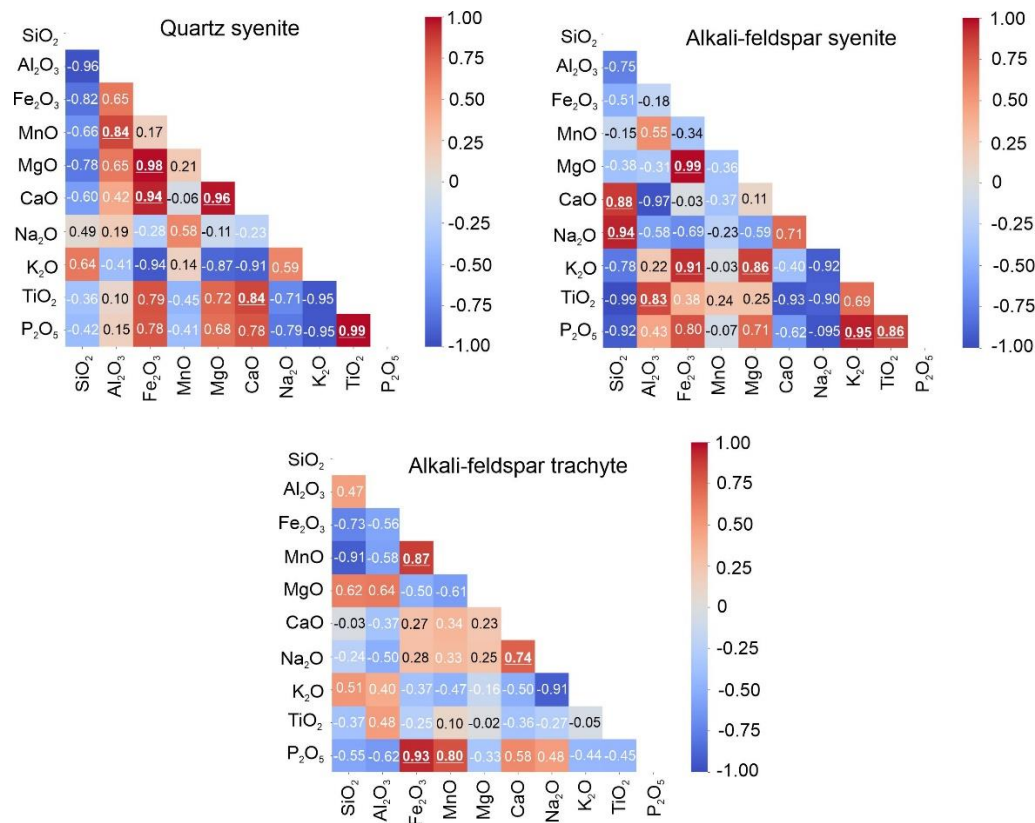 Quartz syenite
SiO₂
Al₂O₃ -0.96
Fe₂O₃ -0.82 0.65
MnO -0.66 0.84 0.17
MgO -0.78 0.65 0.98 0.21
CaO -0.60 0.42 0.94 -0.06 0.96
Na₂O 0.49 0.19 -0.28 0.58 -0.11 -0.23
K₂O 0.64 -0.41 -0.94 0.14 -0.87 -0.91 0.59
TiO₂ -0.36 0.10 0.79 -0.45 0.72 0.84 -0.71 -0.95
P₂O₅ -0.42 0.15 0.78 -0.41 0.68 0.78 -0.79 -0.95 0.99
SiO₂ Al₂O₃ Fe₂O₃ MnO MgO CaO Na₂O K₂O TiO₂ P₂O₅
1.00
0.75
0.50
0.25
0
-0.25
-0.50
-0.75
-1.00
Alkali-feldspar syenite
SiO₂
Al₂O₃ -0.75
Fe₂O₃ -0.51 -0.18
MnO -0.15 0.55 -0.34
MgO -0.38 -0.31 0.99 -0.36
CaO 0.88 -0.97 -0.03 -0.37 0.11
Na₂O 0.94 -0.58 -0.69 -0.23 -0.59 0.71
K₂O -0.78 0.22 0.91 -0.03 0.86 -0.40 -0.92
TiO₂ -0.99 0.83 0.38 0.24 0.25 -0.93 -0.90 0.69
P₂O₅ -0.92 0.43 0.80 -0.07 0.71 -0.62 -.095 0.95 0.86
SiO₂ Al₂O₃ Fe₂O₃ MnO MgO CaO Na₂O K₂O TiO₂ P₂O₅
1.00
0.75
0.50
0.25
0
-0.25
-0.50
-0.75
-1.00
Alkali-feldspar trachyte
SiO₂
Al₂O₃ 0.47
Fe₂O₃ -0.73 -0.56
MnO -0.91 -0.58 0.87
MgO 0.62 0.64 -0.50 -0.61
CaO -0.03 -0.37 0.27 0.34 0.23
Na₂O -0.24 -0.50 0.28 0.33 0.25 0.74
K₂O 0.51 0.40 -0.37 -0.47 -0.16 -0.50 -0.91
TiO₂ -0.37 0.48 -0.25 0.10 -0.02 -0.36 -0.27 -0.05
P₂O₅ -0.55 -0.62 0.93 0.80 -0.33 0.58 0.48 -0.44 -0.45
SiO₂ Al₂O₃ Fe₂O₃ MnO MgO CaO Na₂O K₂O TiO₂ P₂O₅
1.00
0.75
0.50
0.25
0
-0.25
-0.50
-0.75
-1.00